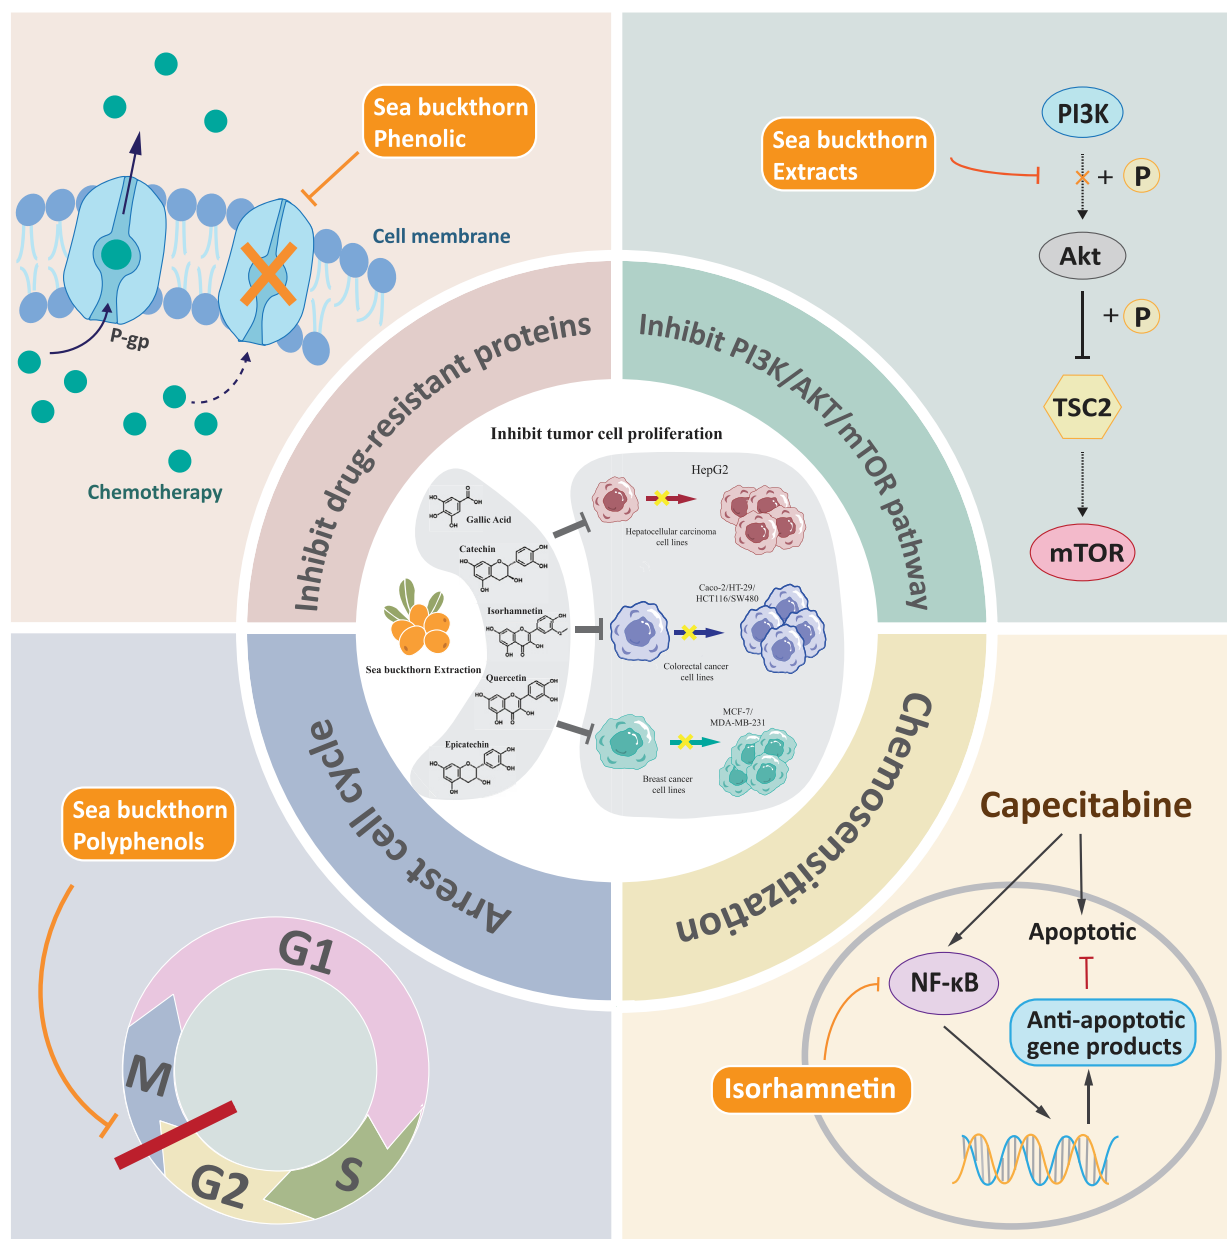 Sea buckthorn
Phenolic
Cell membrane
P-gp
Chemotherapy
Sea buckthorn
Extracts
PI3K
+ P
Akt
+ P
TSC2
mTOR
Inhibit drug-resistant proteins
Inhibit PI3K/AKT/mTOR pathway
Arrest cell cycle
Chemosensitization
Inhibit tumor cell proliferation
Gallic Acid
Catechin
Isorhamnetin
Quercetin
Epicatechin
Sea buckthorn Extraction
HepG2
Hepatocellular carcinoma
cell lines
Caco-2/HT-29/
HCT116/SW480
Colorectal cancer
cell lines
MCF-7/
MDA-MB-231
Breast cancer
cell lines
Sea buckthorn
Polyphenols
G1
M
G2
S
Capecitabine
Apoptotic
NF-κB
Anti-apoptotic
gene products
Isorhamnetin